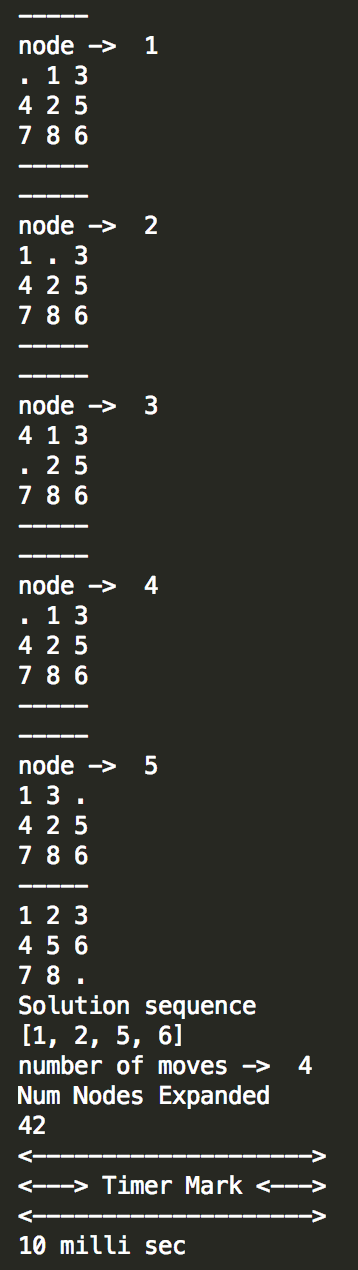 -----
node ->  1
. 1 3
4 2 5
7 8 6
-----
-----
node ->  2
1 . 3
4 2 5
7 8 6
-----
-----
node ->  3
4 1 3
. 2 5
7 8 6
-----
-----
node ->  4
. 1 3
4 2 5
7 8 6
-----
-----
node ->  5
1 3 .
4 2 5
7 8 6
-----
1 2 3
4 5 6
7 8 .
Solution sequence
[1, 2, 5, 6]
number of moves ->  4
Num Nodes Expanded
42
<-------------------->
<---> Timer Mark <--->
<-------------------->
10 milli sec